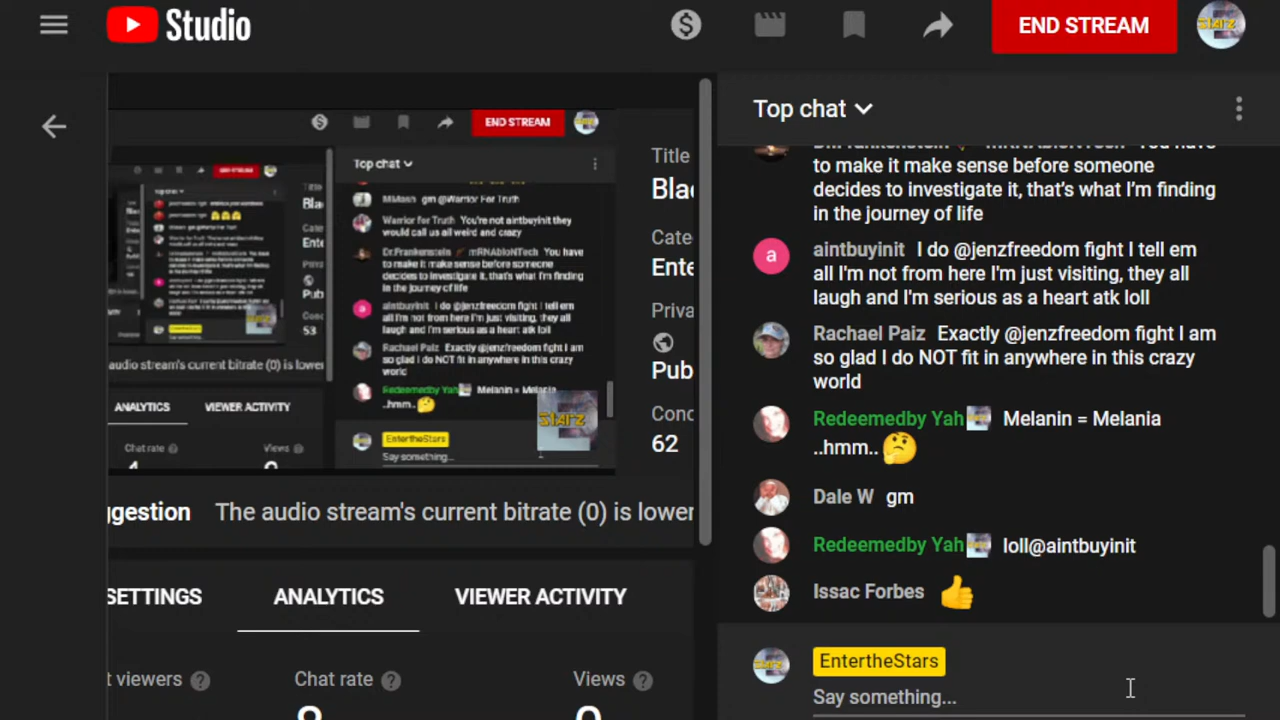 Studio
END STREAM
END STREAM
Top chat
Top chat
MiMash gm @Warrior For Truth
Warrior for Truth You're not aintbuyinit they
would call us all weird and crazy
Dr.Frankenstein mRNAbIoNTech You have
to make it make sense before someone
decides to investigate it, that's what I'm finding
in the journey of life
aintbuyinit I do @jenzfreedom fight I tell em
all I'm not from here I'm just visiting, they all
laugh and I'm serious as a heart atk loll
Rachael Paiz Exactly @jenzfreedom fight I am
so glad I do NOT fit in anywhere in this crazy
world
Redeemedby Yah Melanin = Melania
..hmm..
EntertheStars
Say something...
audio stream's current bitrate (0) is lower
ANALYTICS
VIEWER ACTIVITY
Chat rate
Views
53
Title
Bla
Cate
Ente
Priva
Pub
Conc
62
ggestion The audio stream's current bitrate (0) is lower
SETTINGS
ANALYTICS
VIEWER ACTIVITY
t viewers
Chat rate
Views
to make it make sense before someone
decides to investigate it, that's what I'm finding
in the journey of life
aintbuyinit I do @jenzfreedom fight I tell em
all I'm not from here I'm just visiting, they all
laugh and I'm serious as a heart atk loll
Rachael Paiz Exactly @jenzfreedom fight I am
so glad I do NOT fit in anywhere in this crazy
world
Redeemedby Yah Melanin = Melania
..hmm..
Dale W gm
Redeemedby Yah loll@aintbuyinit
Issac Forbes
EntertheStars
Say something...